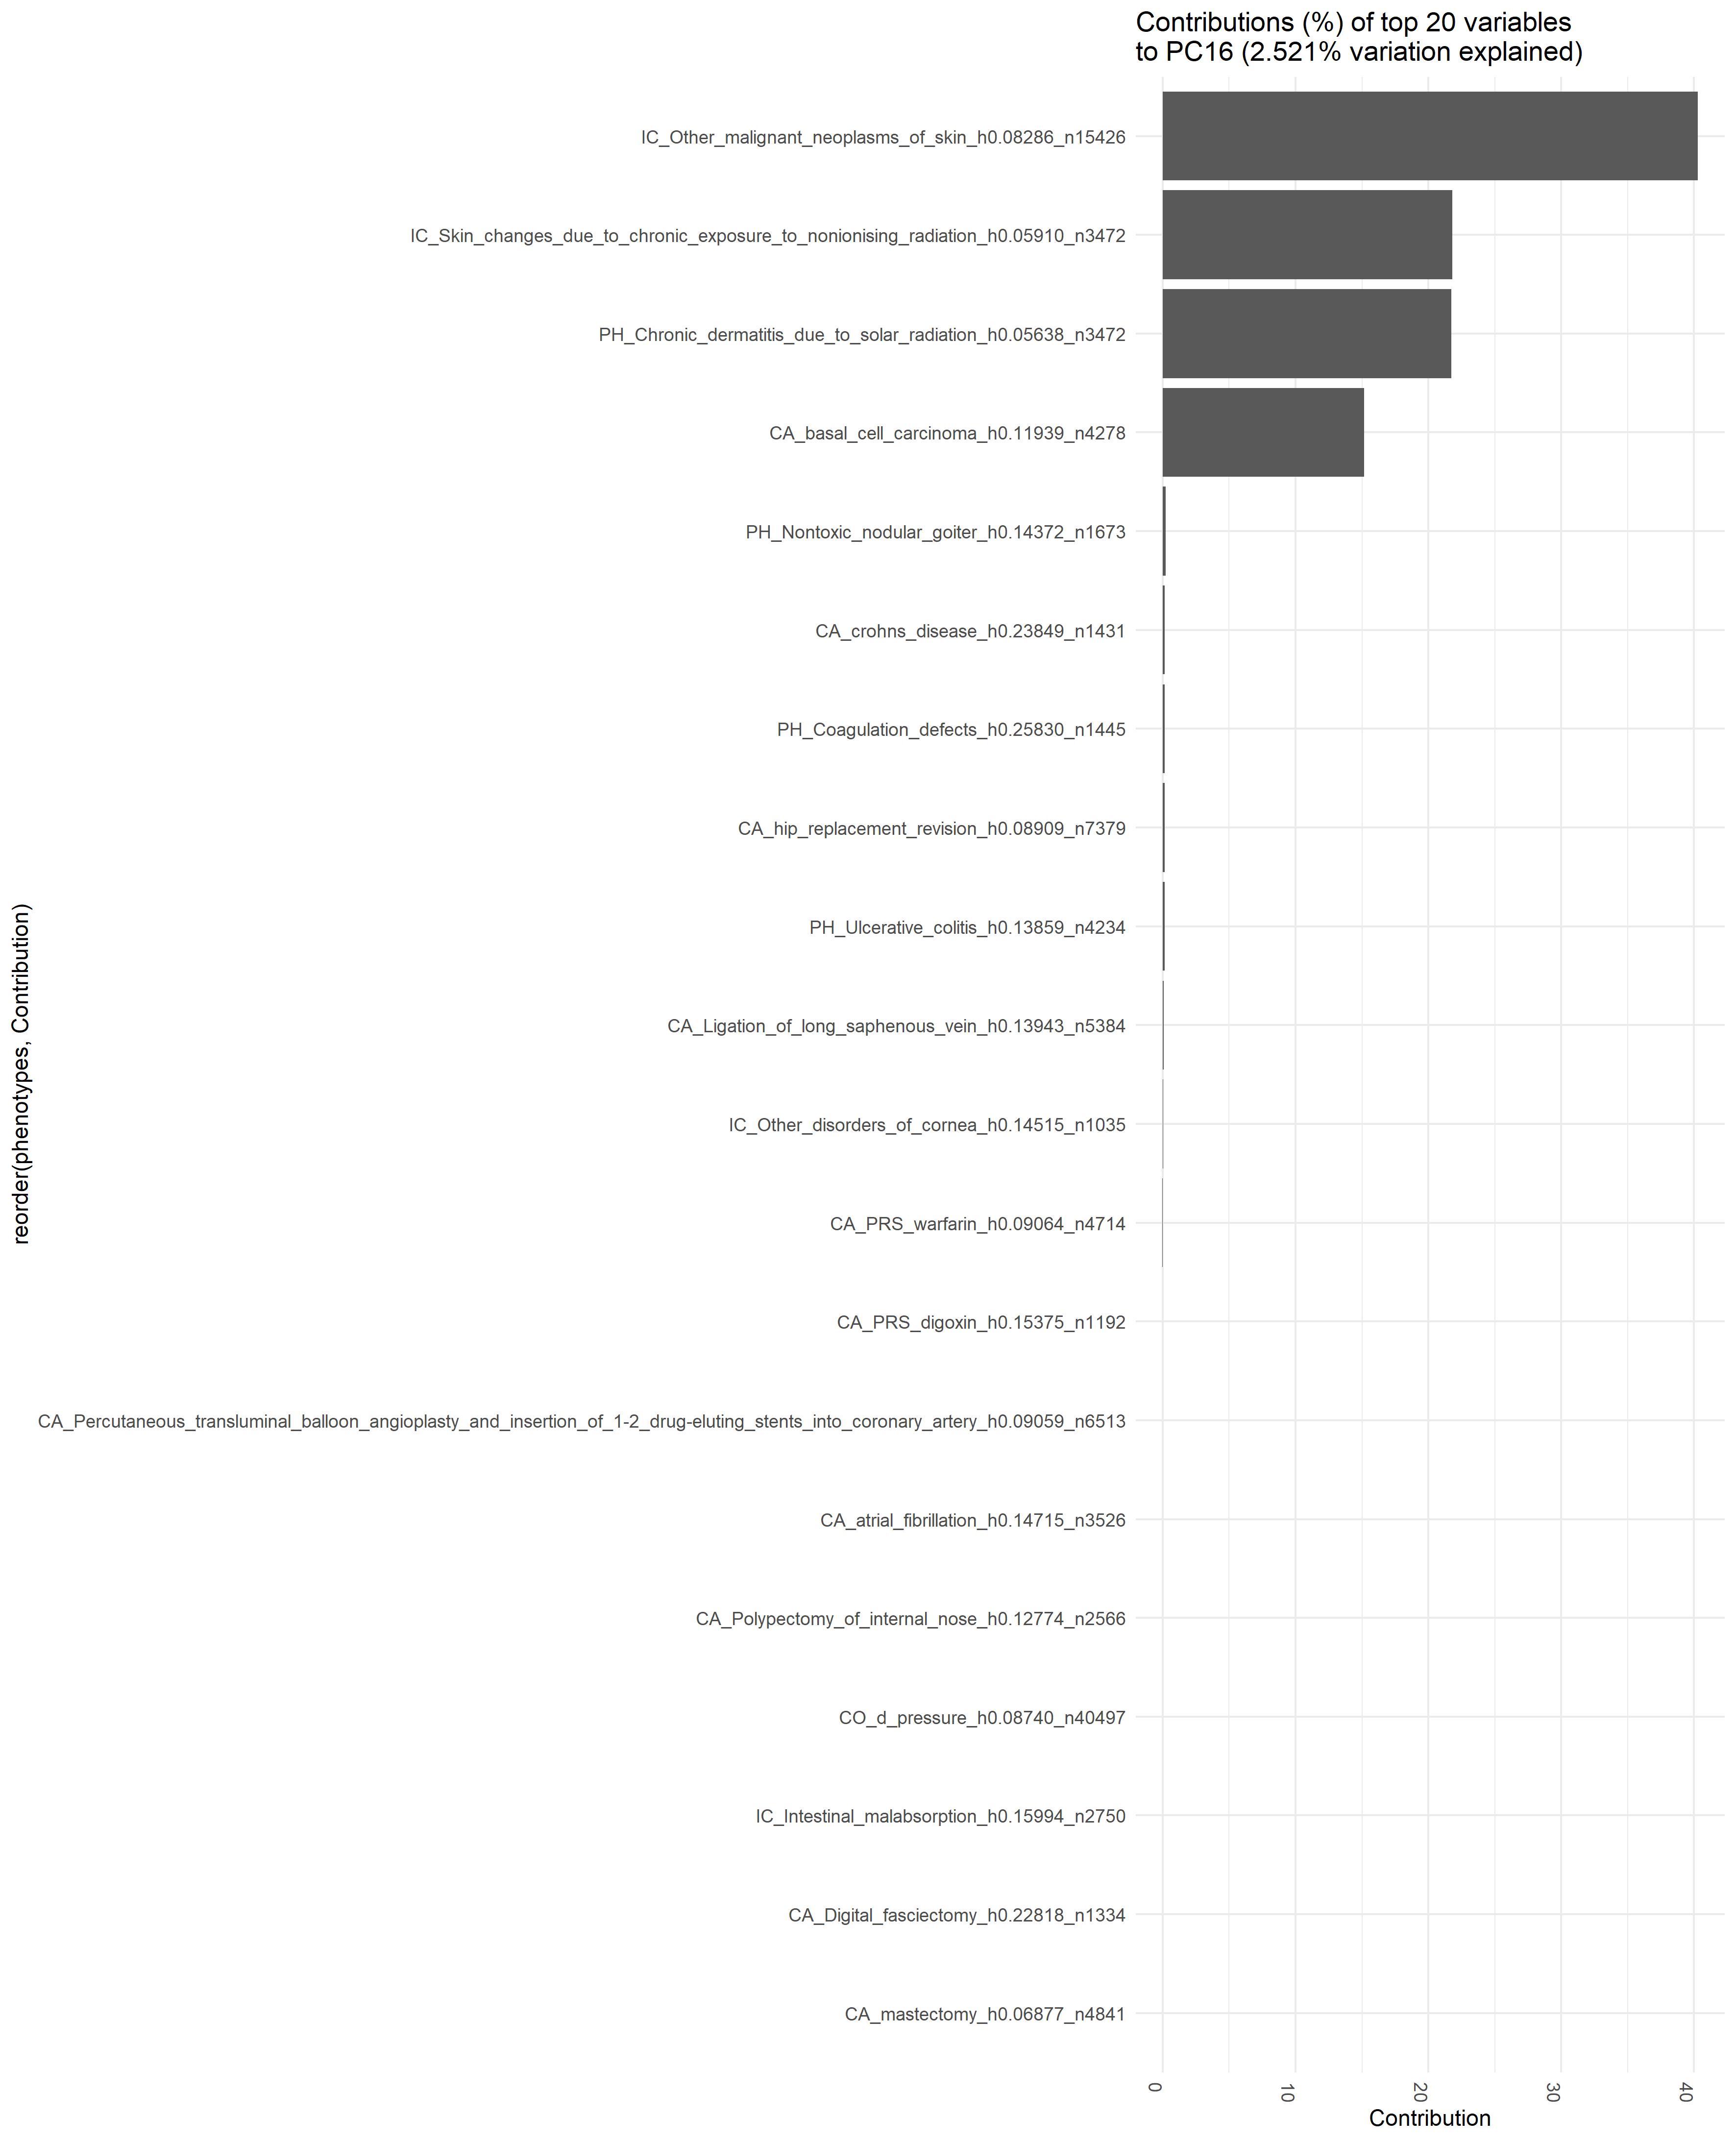 Contributions (%) of top 20 variables
to PC16 (2.521% variation explained)
IC_Other_malignant_neoplasms_of_skin_h0.08286_n15426
IC_Skin_changes_due_to_chronic_exposure_to_nonionising_radiation_h0.05910_n3472
PH_Chronic_dermatitis_due_to_solar_radiation_h0.05638_n3472
CA_basal_cell_carcinoma_h0.11939_n4278
PH_Nontoxic_nodular_goiter_h0.14372_n1673
CA_crohns_disease_h0.23849_n1431
PH_Coagulation_defects_h0.25830_n1445
CA_hip_replacement_revision_h0.08909_n7379
PH_Ulcerative_colitis_h0.13859_n4234
CA_Ligation_of_long_saphenous_vein_h0.13943_n5384
IC_Other_disorders_of_cornea_h0.14515_n1035
CA_PRS_warfarin_h0.09064_n4714
CA_PRS_digoxin_h0.15375_n1192
CA_Percutaneous_transluminal_balloon_angioplasty_and_insertion_of_1-2_drug-eluting_stents_into_coronary_artery_h0.09059_n6513
CA_atrial_fibrillation_h0.14715_n3526
CA_Polypectomy_of_internal_nose_h0.12774_n2566
CO_d_pressure_h0.08740_n40497
IC_Intestinal_malabsorption_h0.15994_n2750
CA_Digital_fasciectomy_h0.22818_n1334
CA_mastectomy_h0.06877_n4841
reorder(phenotypes, Contribution)
0 10 20 30 40
Contribution